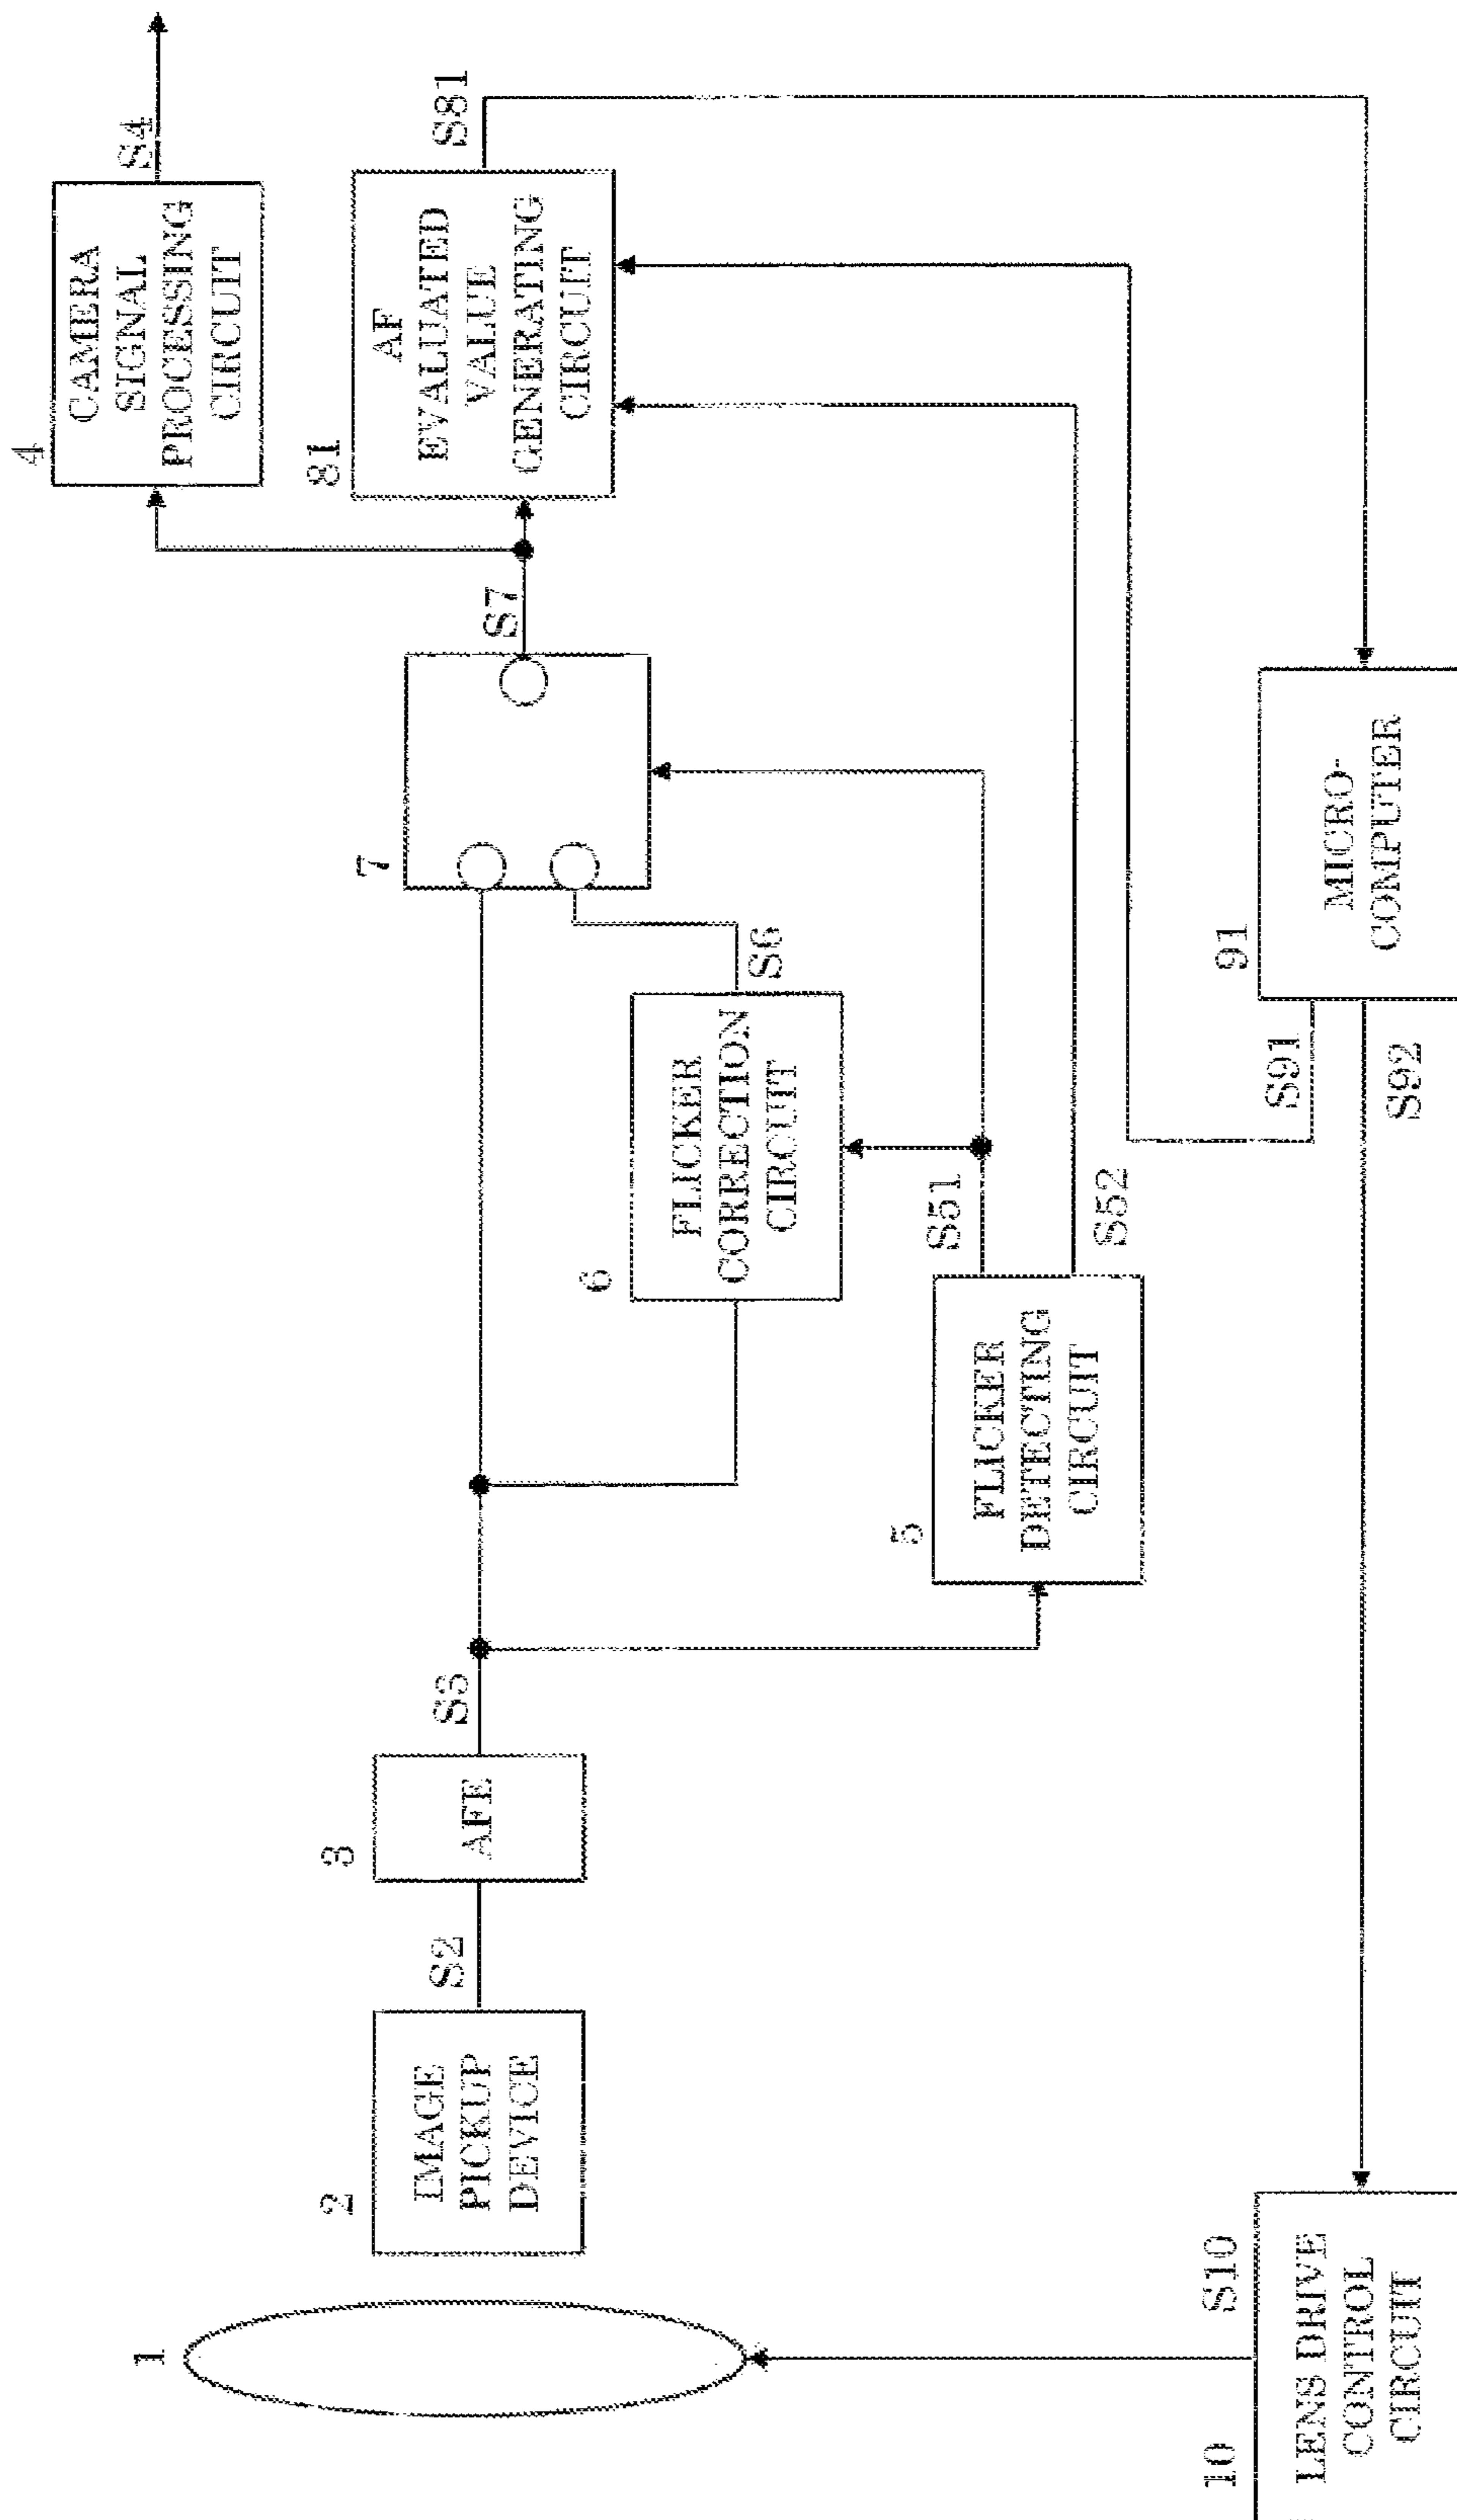 4
CAMERA
SIGNAL
PROCESSING
CIRCUIT
S4
81
AF
EVALUATED
VALUE
GENERATING
CIRCUIT
S81
S7
7
S6
6
FLICKER
CORRECTION
CIRCUIT
S51
S52
5
FLICKER
DETECTING
CIRCUIT
S3
3
AFE
S2
2
IMAGE
PICKUP
DEVICE
1
91
MICRO-
COMPUTER
S91
S92
S10
10
LENS DRIVE
CONTROL
CIRCUIT